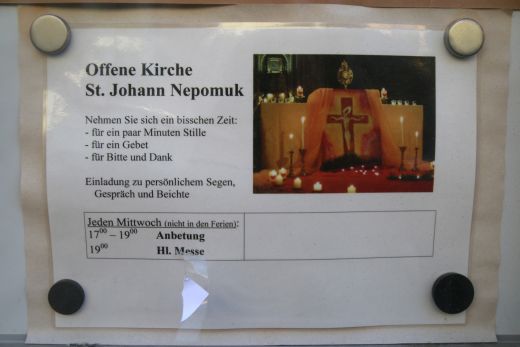 Offene Kirche
St. Johann Nepomuk
Nehmen Sie sich ein bisschen Zeit:
- für ein paar Minuten Stille
- für ein Gebet
- für Bitte und Dank
Einladung zu persönlichem Segen,
Gespräch und Beichte
Jeden Mittwoch (nicht in den Ferien):
17⁰⁰ – 19⁰⁰ Anbetung
19⁰⁰ Hl. Messe